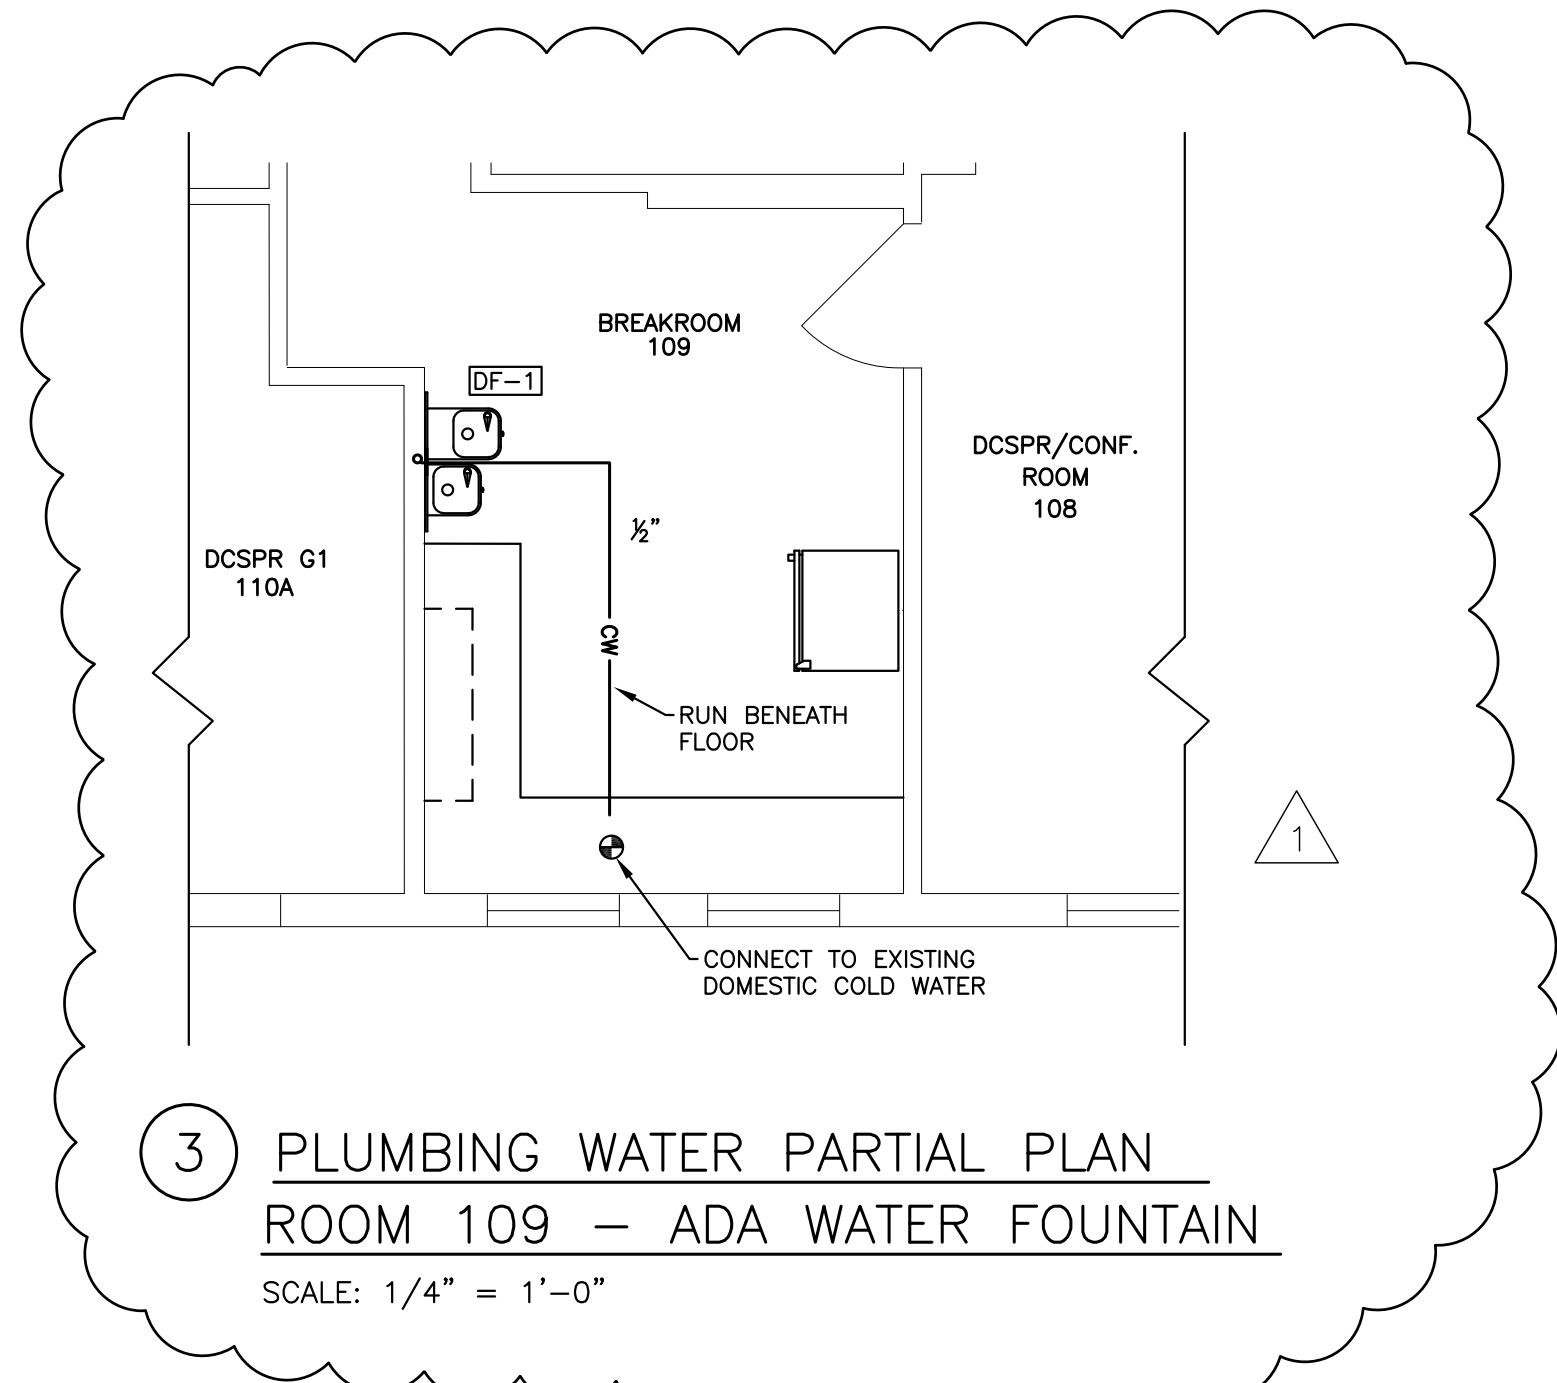 BREAKROOM
109
DF-1
DCSPR/CONF.
ROOM
108
½"
DCSPR G1
110A
CW
RUN BENEATH
FLOOR
1
CONNECT TO EXISTING
DOMESTIC COLD WATER
3
PLUMBING WATER PARTIAL PLAN
ROOM 109 – ADA WATER FOUNTAIN
SCALE: 1/4" = 1'-0"